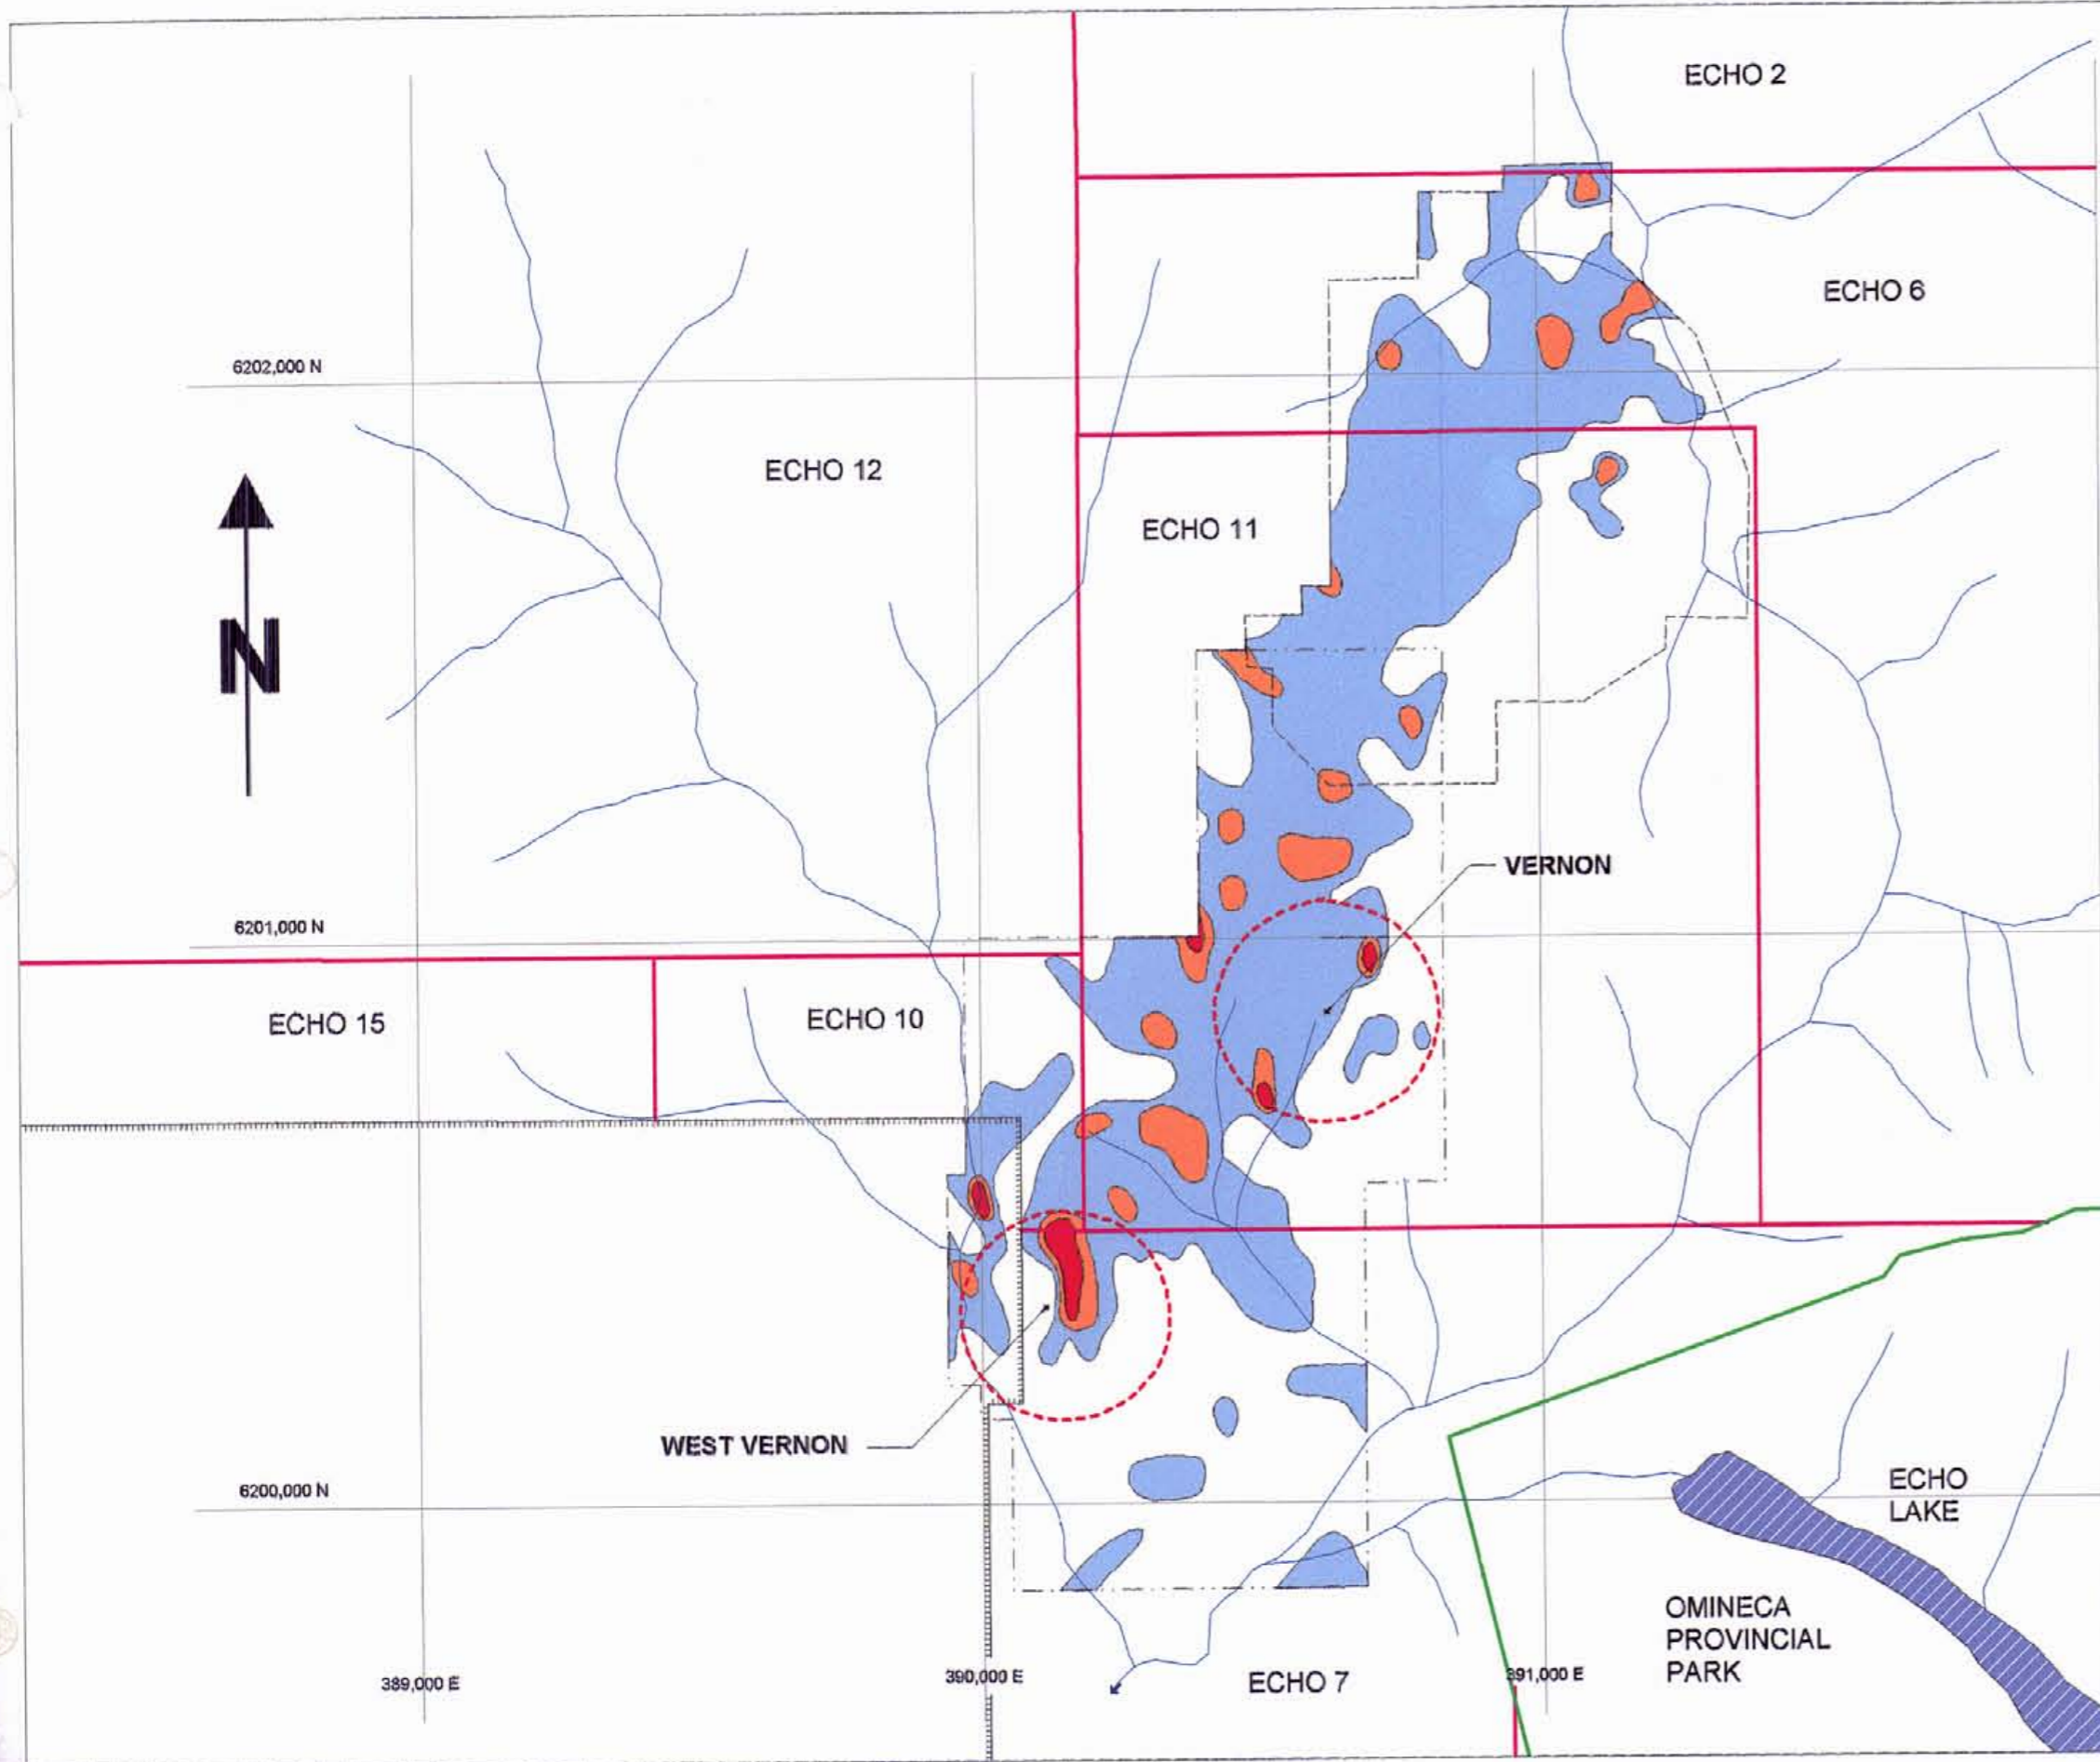 ECHO 2
ECHO 6
6202,000 N
ECHO 12
ECHO 11
N
VERNON
6201,000 N
ECHO 15
ECHO 10
WEST VERNON
6200,000 N
ECHO
LAKE
OMINECA
PROVINCIAL
PARK
389,000 E
390,000 E
391,000 E
ECHO 7